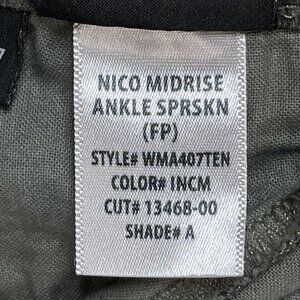 NICO MIDRISE
ANKLE SPRSKN
(FP)
STYLE# WMA407TEN
COLOR# INCM
CUT# 13468-00
SHADE# A